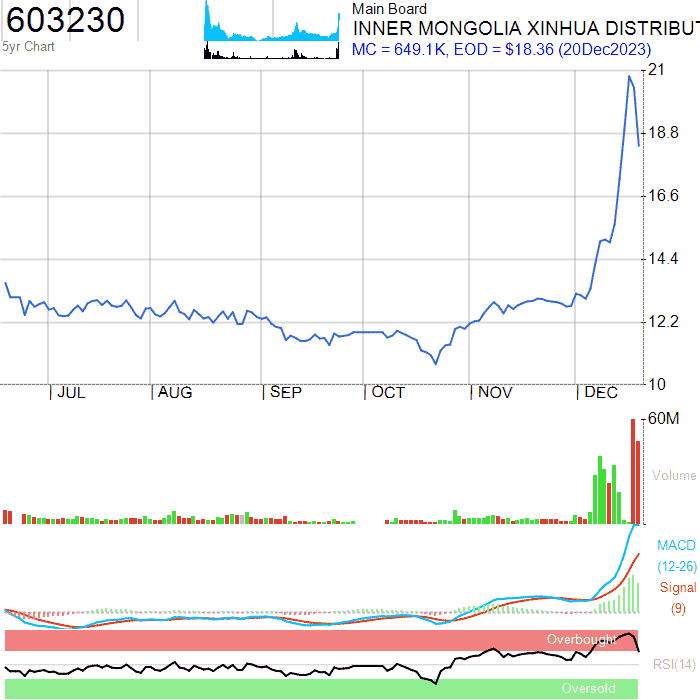 603230
5yr Chart
Main Board
INNER MONGOLIA XINHUA DISTRIBUT
MC = 649.1K, EOD = $18.36 (20Dec2023)
21
18.8
16.6
14.4
12.2
10
JUL
AUG
SEP
OCT
NOV
DEC
60M
Volume
MACD
(12-26)
Signal
(9)
Overbought
RSI(14)
Oversold